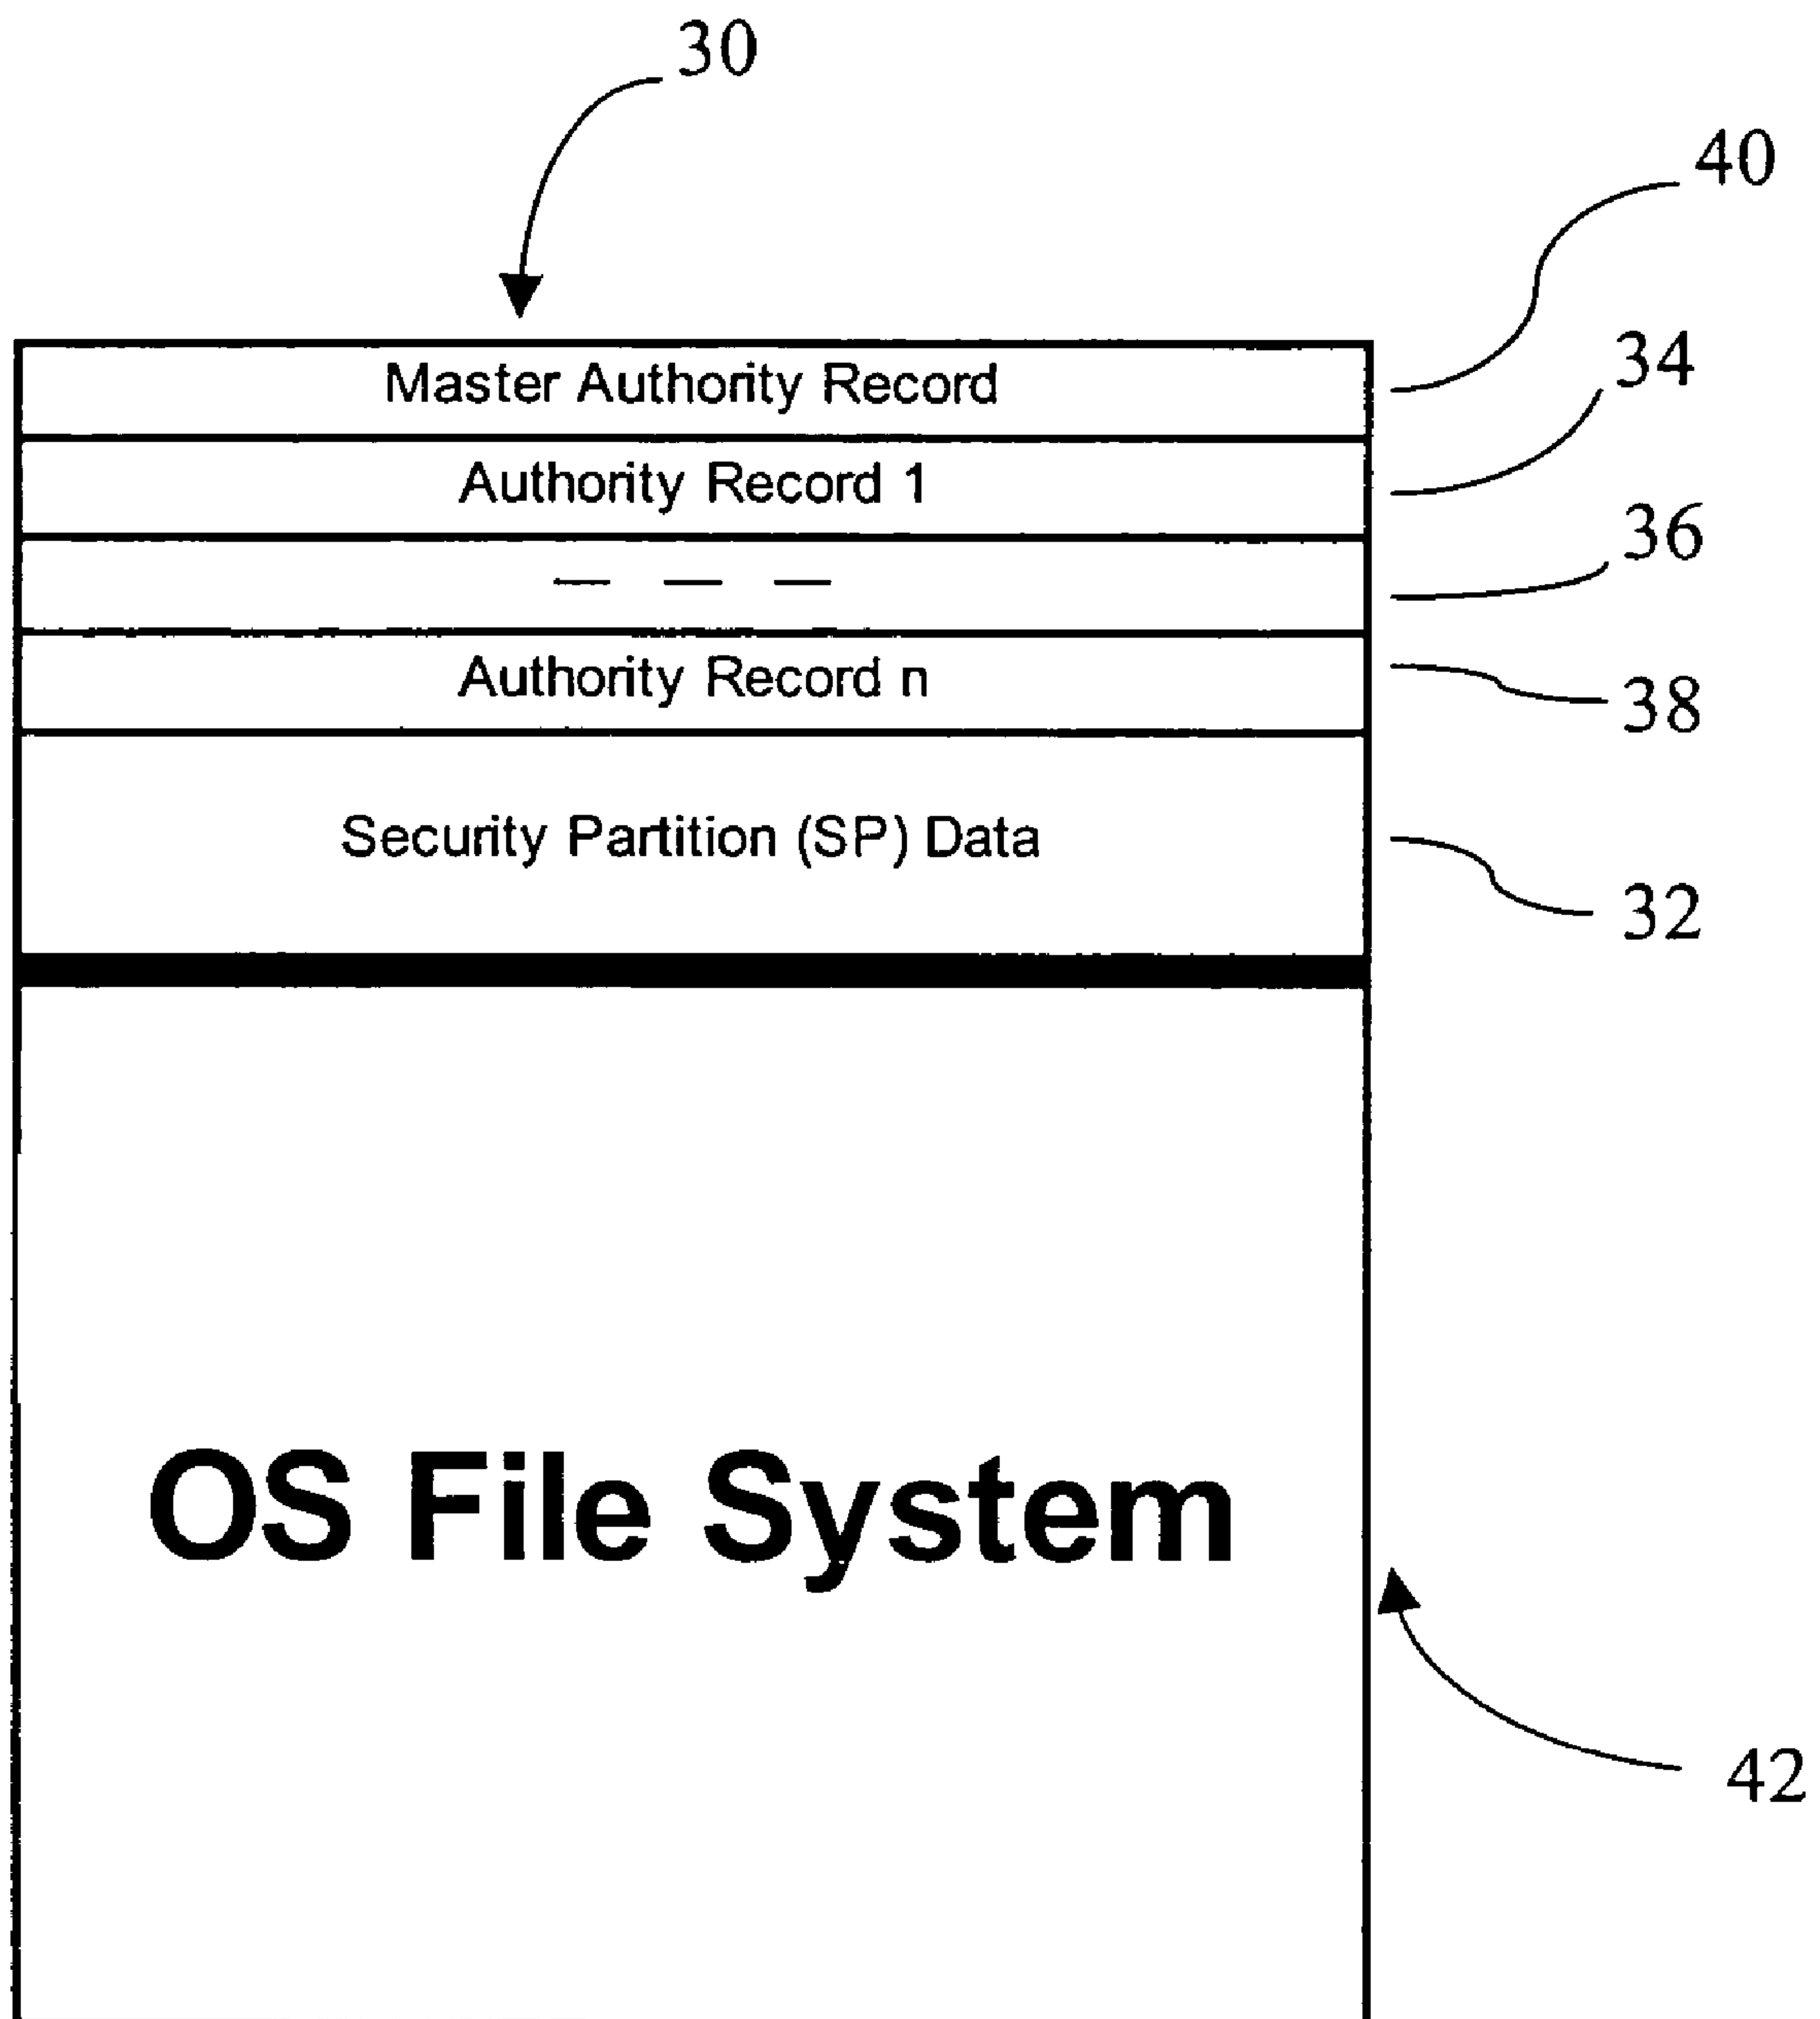 30
40
Master Authority Record
34
Authority Record 1
36
— — —
Authority Record n
38
Security Partition (SP) Data
32
OS File System
42